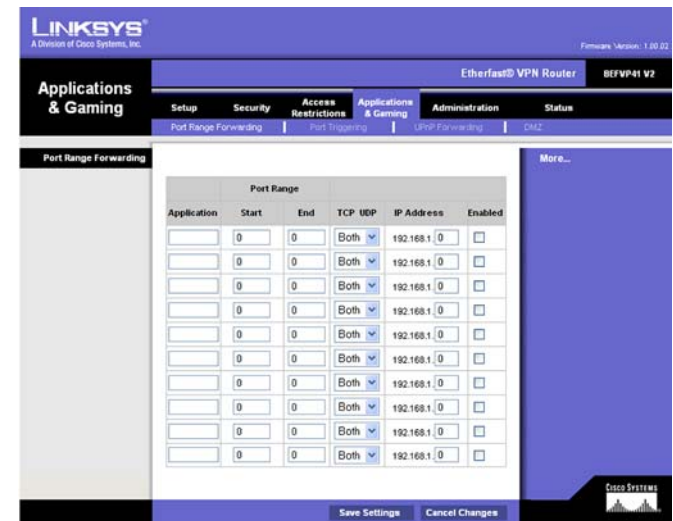 LINKSYS®
A Division of Cisco Systems, Inc.
Firmware Version: 1.00.02
Etherfast® VPN Router BEFVP41 V2
Applications & Gaming
Setup Security Access Restrictions Applications & Gaming Administration Status
Port Range Forwarding Port Triggering UPnP Forwarding DMZ
Port Range Forwarding More...
Port Range
Application Start End TCP UDP IP Address Enabled
0 0 Both 192.168.1. 0
0 0 Both 192.168.1. 0
0 0 Both 192.168.1. 0
0 0 Both 192.168.1. 0
0 0 Both 192.168.1. 0
0 0 Both 192.168.1. 0
0 0 Both 192.168.1. 0
0 0 Both 192.168.1. 0
0 0 Both 192.168.1. 0
0 0 Both 192.168.1. 0
Save Settings Cancel Changes
CISCO SYSTEMS